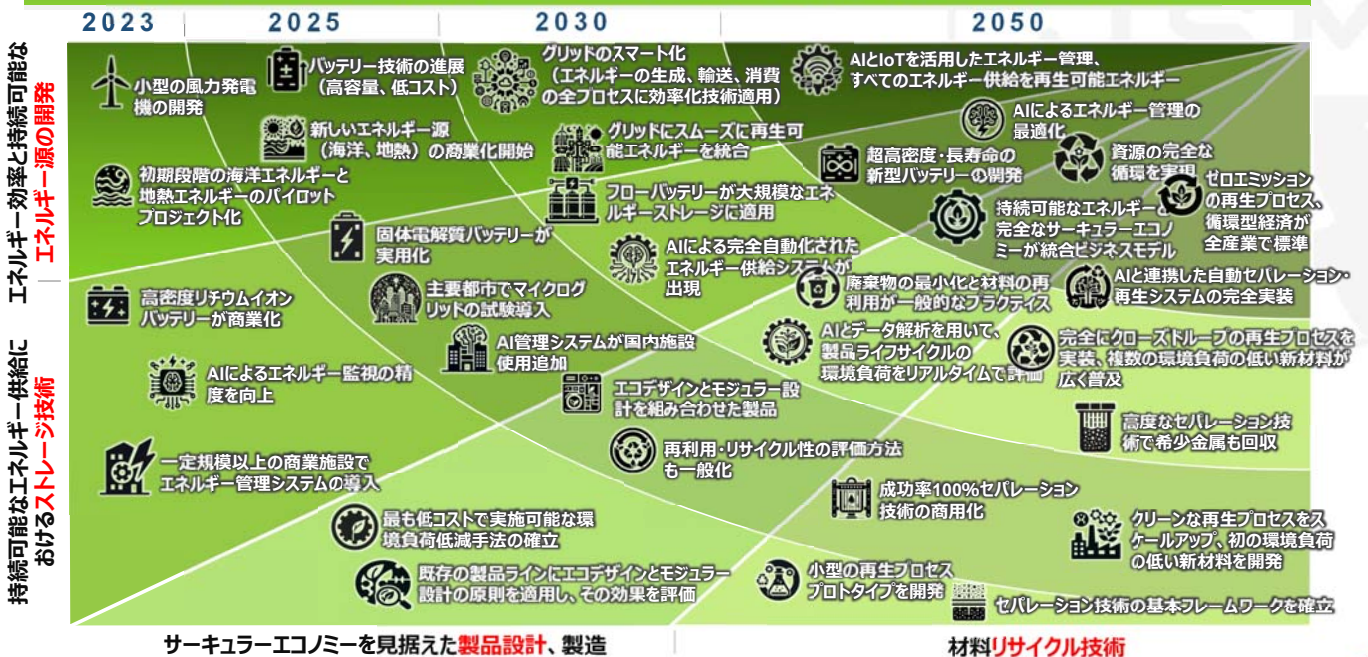 2023
2025
2030
2050
エネルギー効率と持続可能な
エネルギー源の開発
持続可能なエネルギー供給に
おけるストレージ技術
小型の風力発電
機の開発
初期段階の海洋エネルギーと
地熱エネルギーのパイロット
プロジェクト化
バッテリー技術の進展
（高容量、低コスト）
新しいエネルギー源
（海洋、地熱）の商業化開始
グリッドのスマート化
（エネルギーの生成、輸送、消費
の全プロセスに効率化技術適用）
グリッドにスムーズに再生可
能エネルギーを統合
フローバッテリーが大規模なエネ
ルギーストレージに適用
AIによる完全自動化された
エネルギー供給システムが
出現
AIとIoTを活用したエネルギー管理、
すべてのエネルギー供給を再生可能エネルギー
AIによるエネルギー管理の
最適化
超高密度・長寿命の
新型バッテリーの開発
資源の完全な
循環を実現
ゼロエミッション
の再生プロセス、
循環型経済が
全産業で標準
持続可能なエネルギーと
完全なサーキュラーエコノ
ミーが統合ビジネスモデル
固体電解質バッテリーが
実用化
高密度リチウムイオン
バッテリーが商業化
主要都市でマイクログ
リッドの試験導入
AI管理システムが国内施設
使用追加
AIによるエネルギー監視の精
度を向上
一定規模以上の商業施設で
エネルギー管理システムの導入
廃棄物の最小化と材料の再
利用が一般的なプラクティス
AIとデータ解析を用いて、
製品ライフサイクルの
環境負荷をリアルタイムで評価
AIと連携した自動セパレーション・
再生システムの完全実装
完全にクローズドループの再生プロセスを
実装、複数の環境負荷の低い新材料が
広く普及
エコデザインとモジュラー設
計を組み合わせた製品
再利用・リサイクル性の評価方法
も一般化
高度なセパレーション技
術で希少金属も回収
成功率100%セパレーション
技術の商用化
クリーンな再生プロセスをス
ケールアップ、初の環境負荷
の低い新材料を開発
最も低コストで実施可能な環
境負荷低減手法の確立
既存の製品ラインにエコデザインとモジュラー
設計の原則を適用し、その効果を評価
小型の再生プロセス
プロトタイプを開発
セパレーション技術の基本フレームワークを確立
サーキュラーエコノミーを見据えた製品設計、製造
材料リサイクル技術